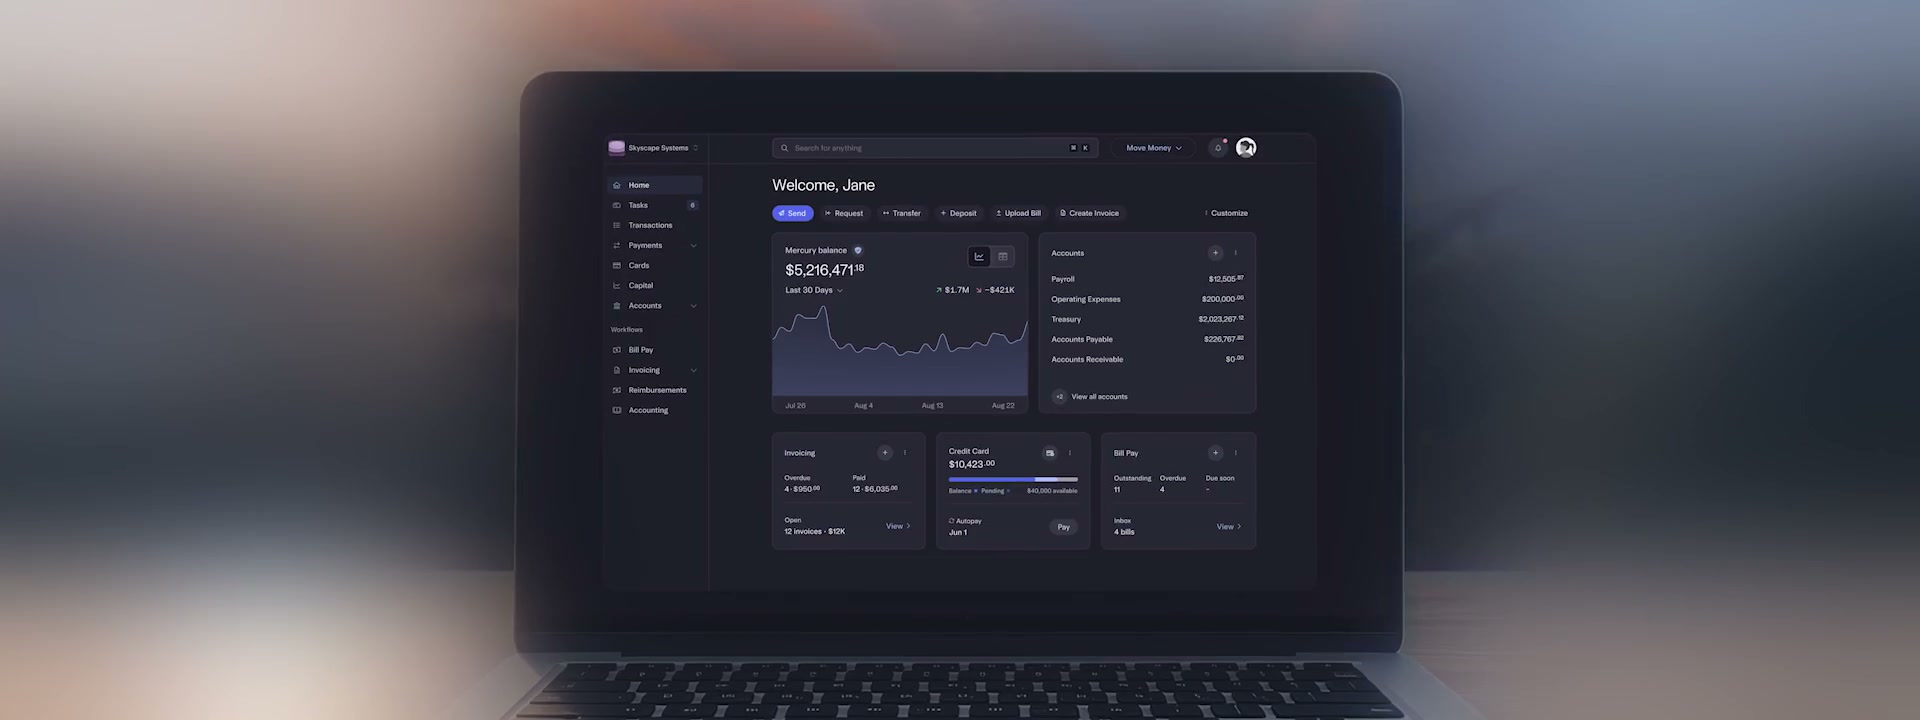 Skyscape Systems
Search for anything
⌘ K
Move Money
Home
Tasks 6
Transactions
Payments
Cards
Capital
Accounts
Workflows
Bill Pay
Invoicing
Reimbursements
Accounting
Welcome, Jane
Send Request Transfer Deposit Upload Bill Create Invoice Customize
Mercury balance
$5,216,471.18
Last 30 Days $1.7M −$421K
Jul 26 Aug 4 Aug 13 Aug 22
Accounts
Payroll $12,505.87
Operating Expenses $200,000.00
Treasury $2,023,267.12
Accounts Payable $226,767.82
Accounts Receivable $0.00
+2 View all accounts
Invoicing
Overdue Paid
4 · $950.00 12 · $6,035.00
Open
12 invoices · $12K
View
Credit Card
$10,423.00
Balance Pending $40,000 available
Autopay
Jun 1
Pay
Bill Pay
Outstanding Overdue Due soon
11 4 –
Inbox
4 bills
View